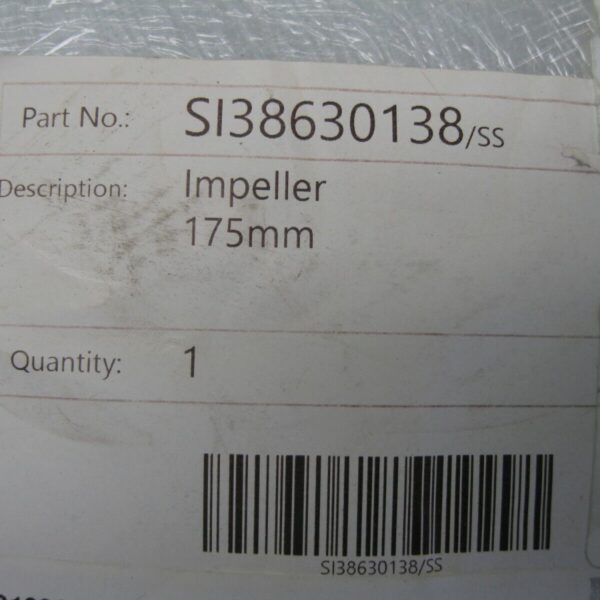 Part No.: SI38630138/SS
Description: Impeller
175mm
Quantity: 1
SI38630138/SS